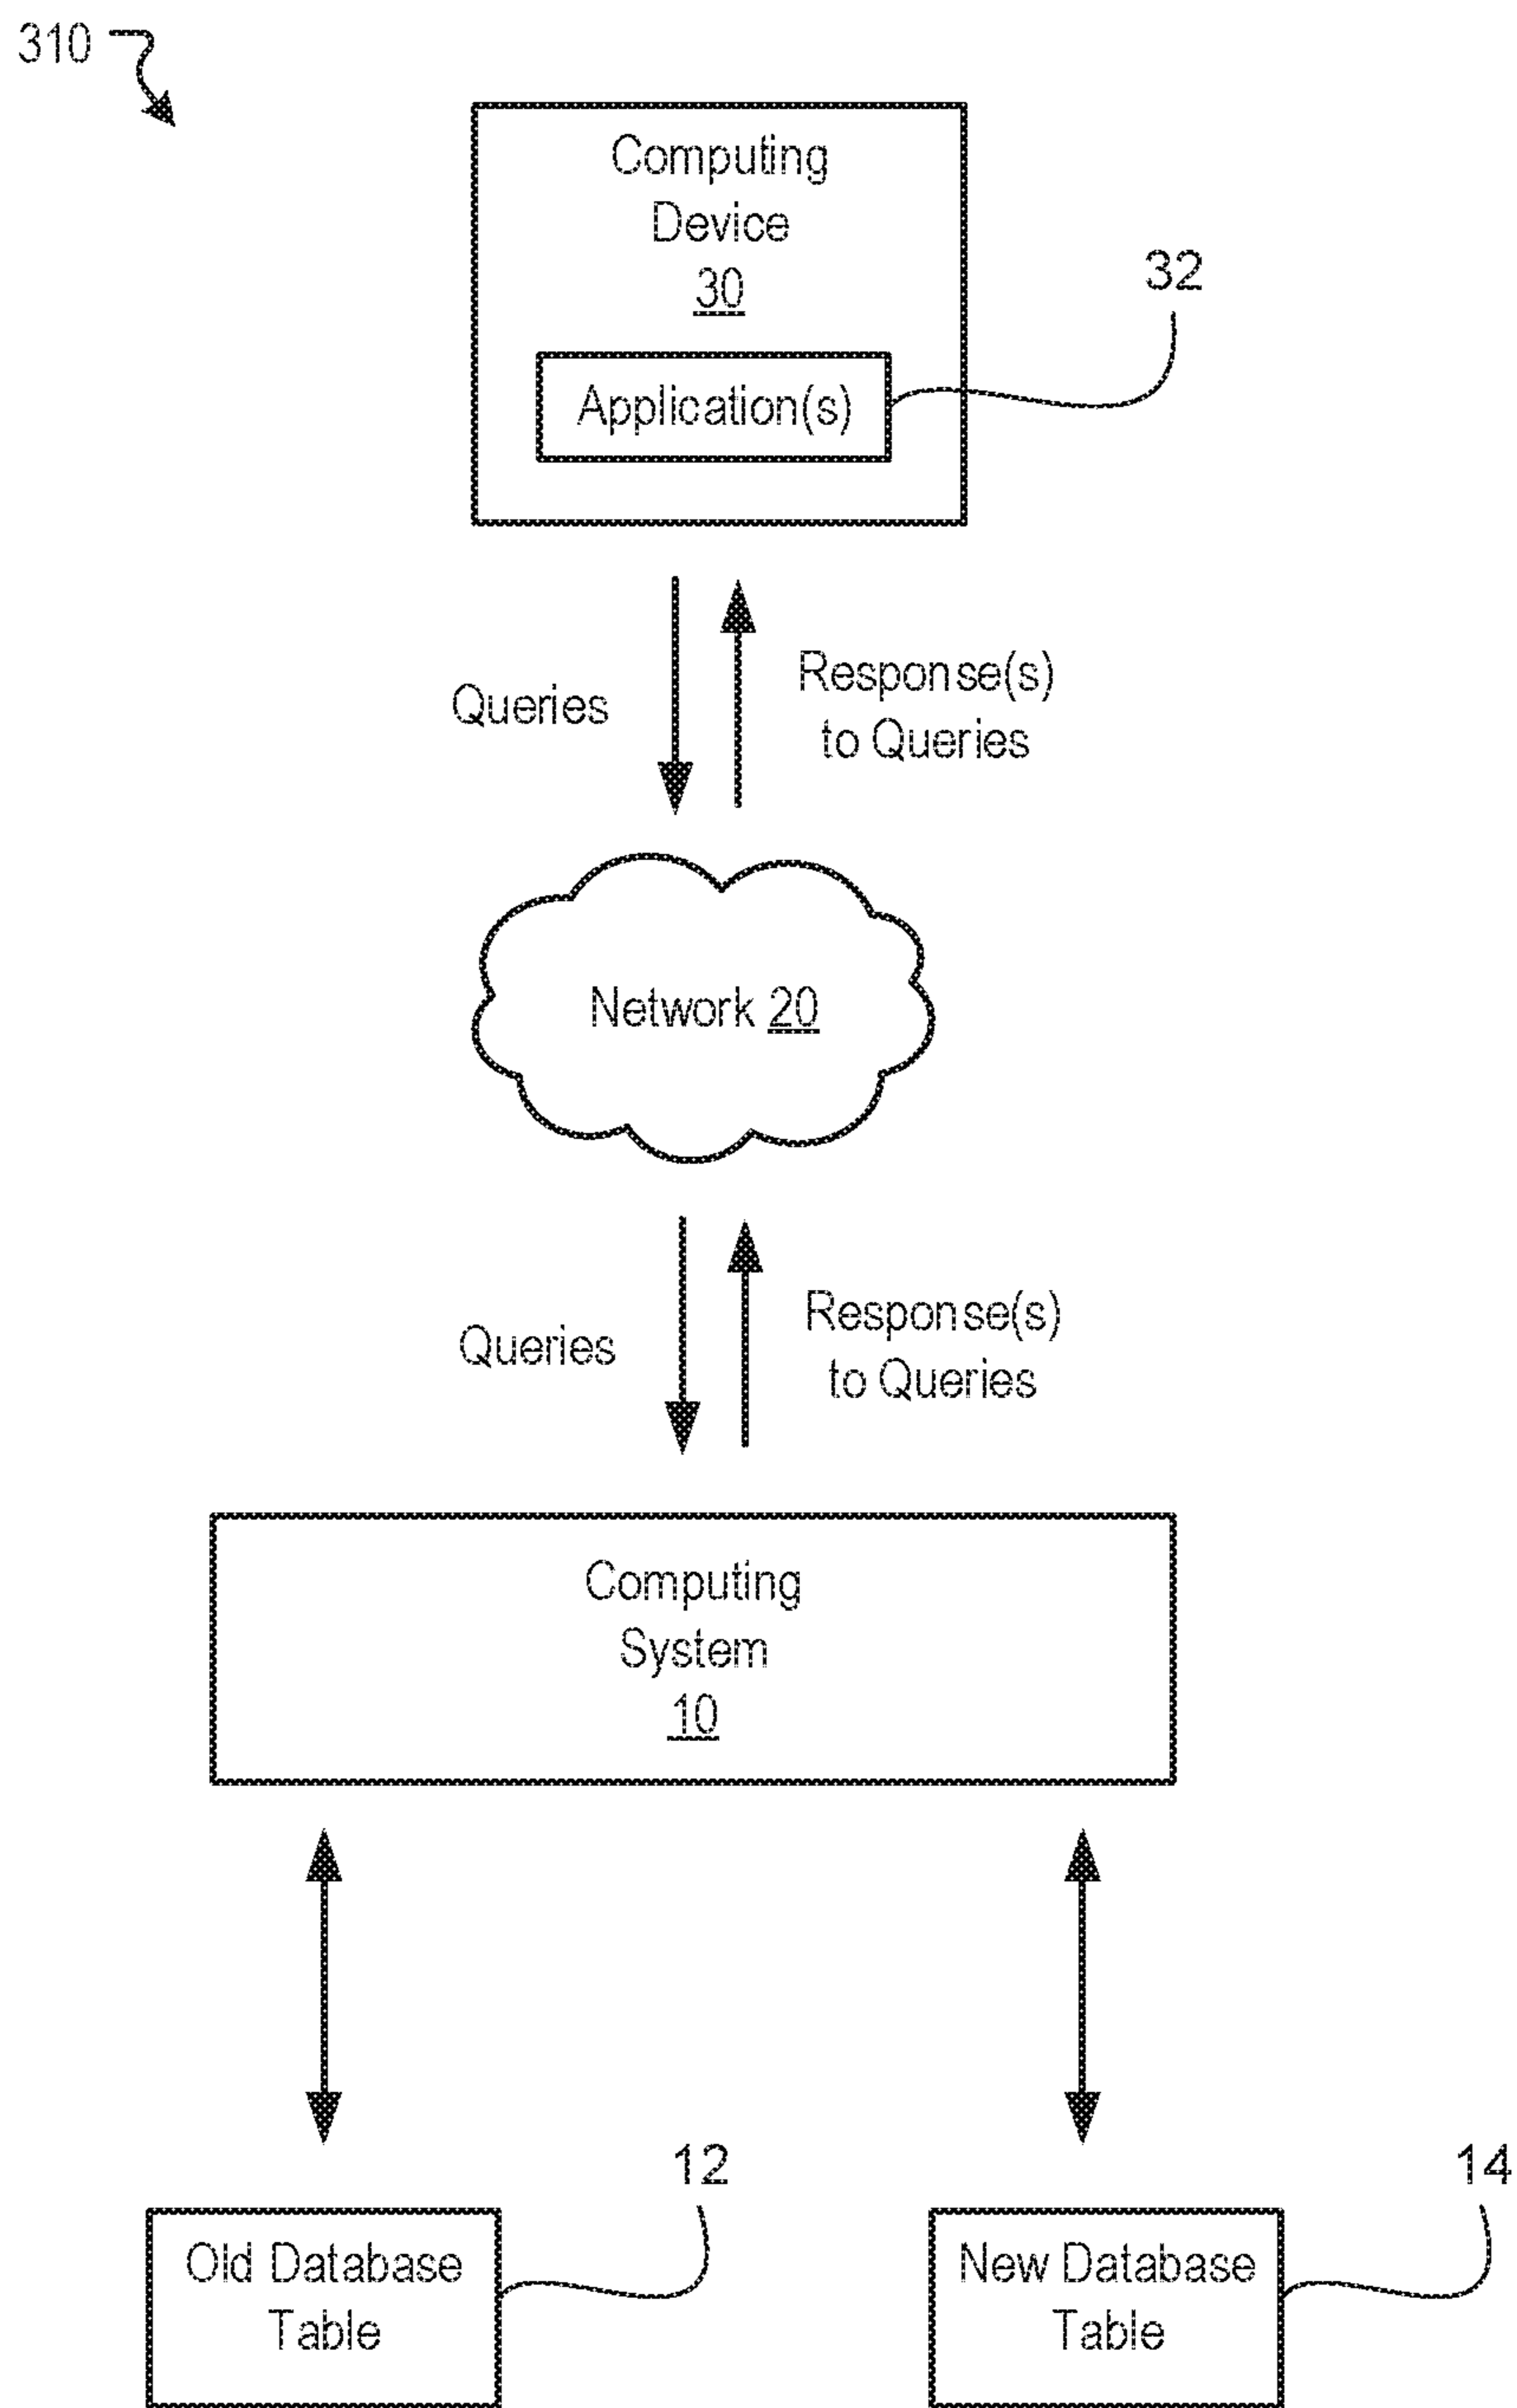 310
Computing
Device
30
32
Application(s)
Queries
Response(s)
to Queries
Network 20
Queries
Response(s)
to Queries
Computing
System
10
12
14
Old Database
Table
New Database
Table